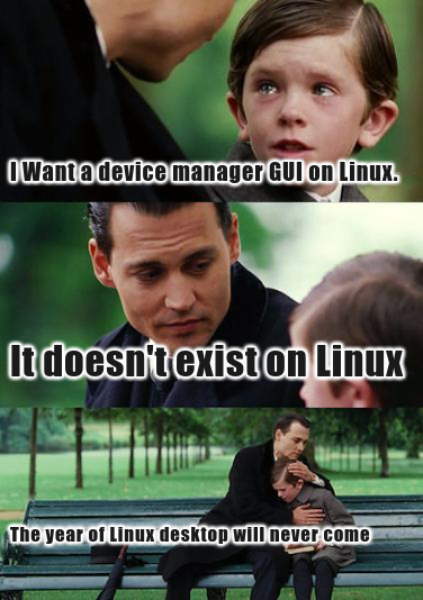 I Want a device manager GUI on Linux.
It doesn't exist on Linux
The year of Linux desktop will never come